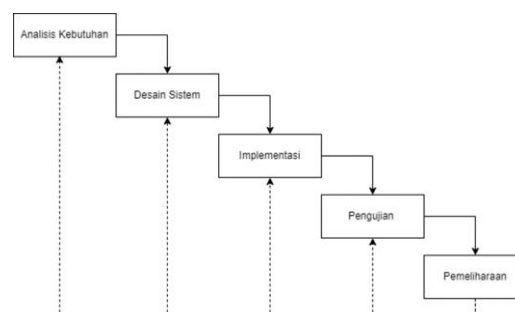 Analisis Kebutuhan
Desain Sistem
Implementasi
Pengujian
Pemeliharaan